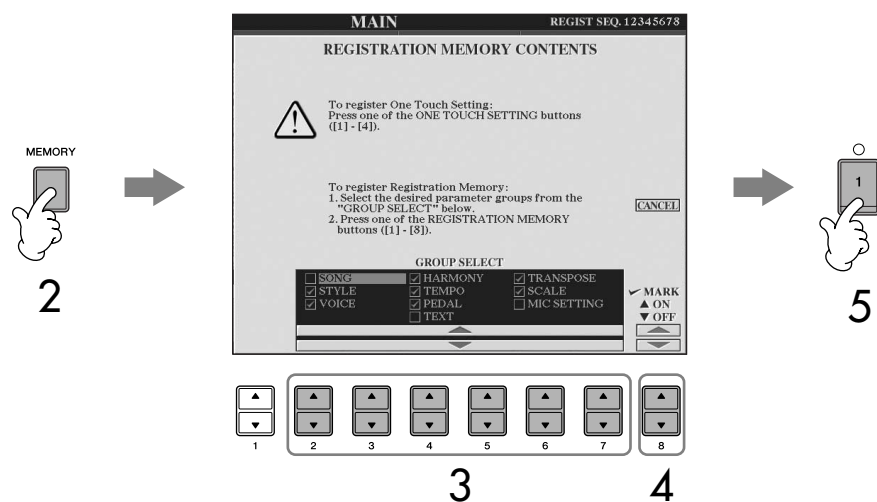 MAIN
REGIST SEQ. 12345678
REGISTRATION MEMORY CONTENTS
To register One Touch Setting:
Press one of the ONE TOUCH SETTING buttons
([1] - [4]).
MEMORY
To register Registration Memory:
1. Select the desired parameter groups from the
"GROUP SELECT" below.
2. Press one of the REGISTRATION MEMORY
buttons ([1] - [8]).
CANCEL
1
2
5
GROUP SELECT
SONG HARMONY TRANSPOSE
STYLE TEMPO SCALE
VOICE PEDAL MIC SETTING
TEXT
MARK
▲ ON
▼ OFF
1 2 3 4 5 6 7 8
3 4